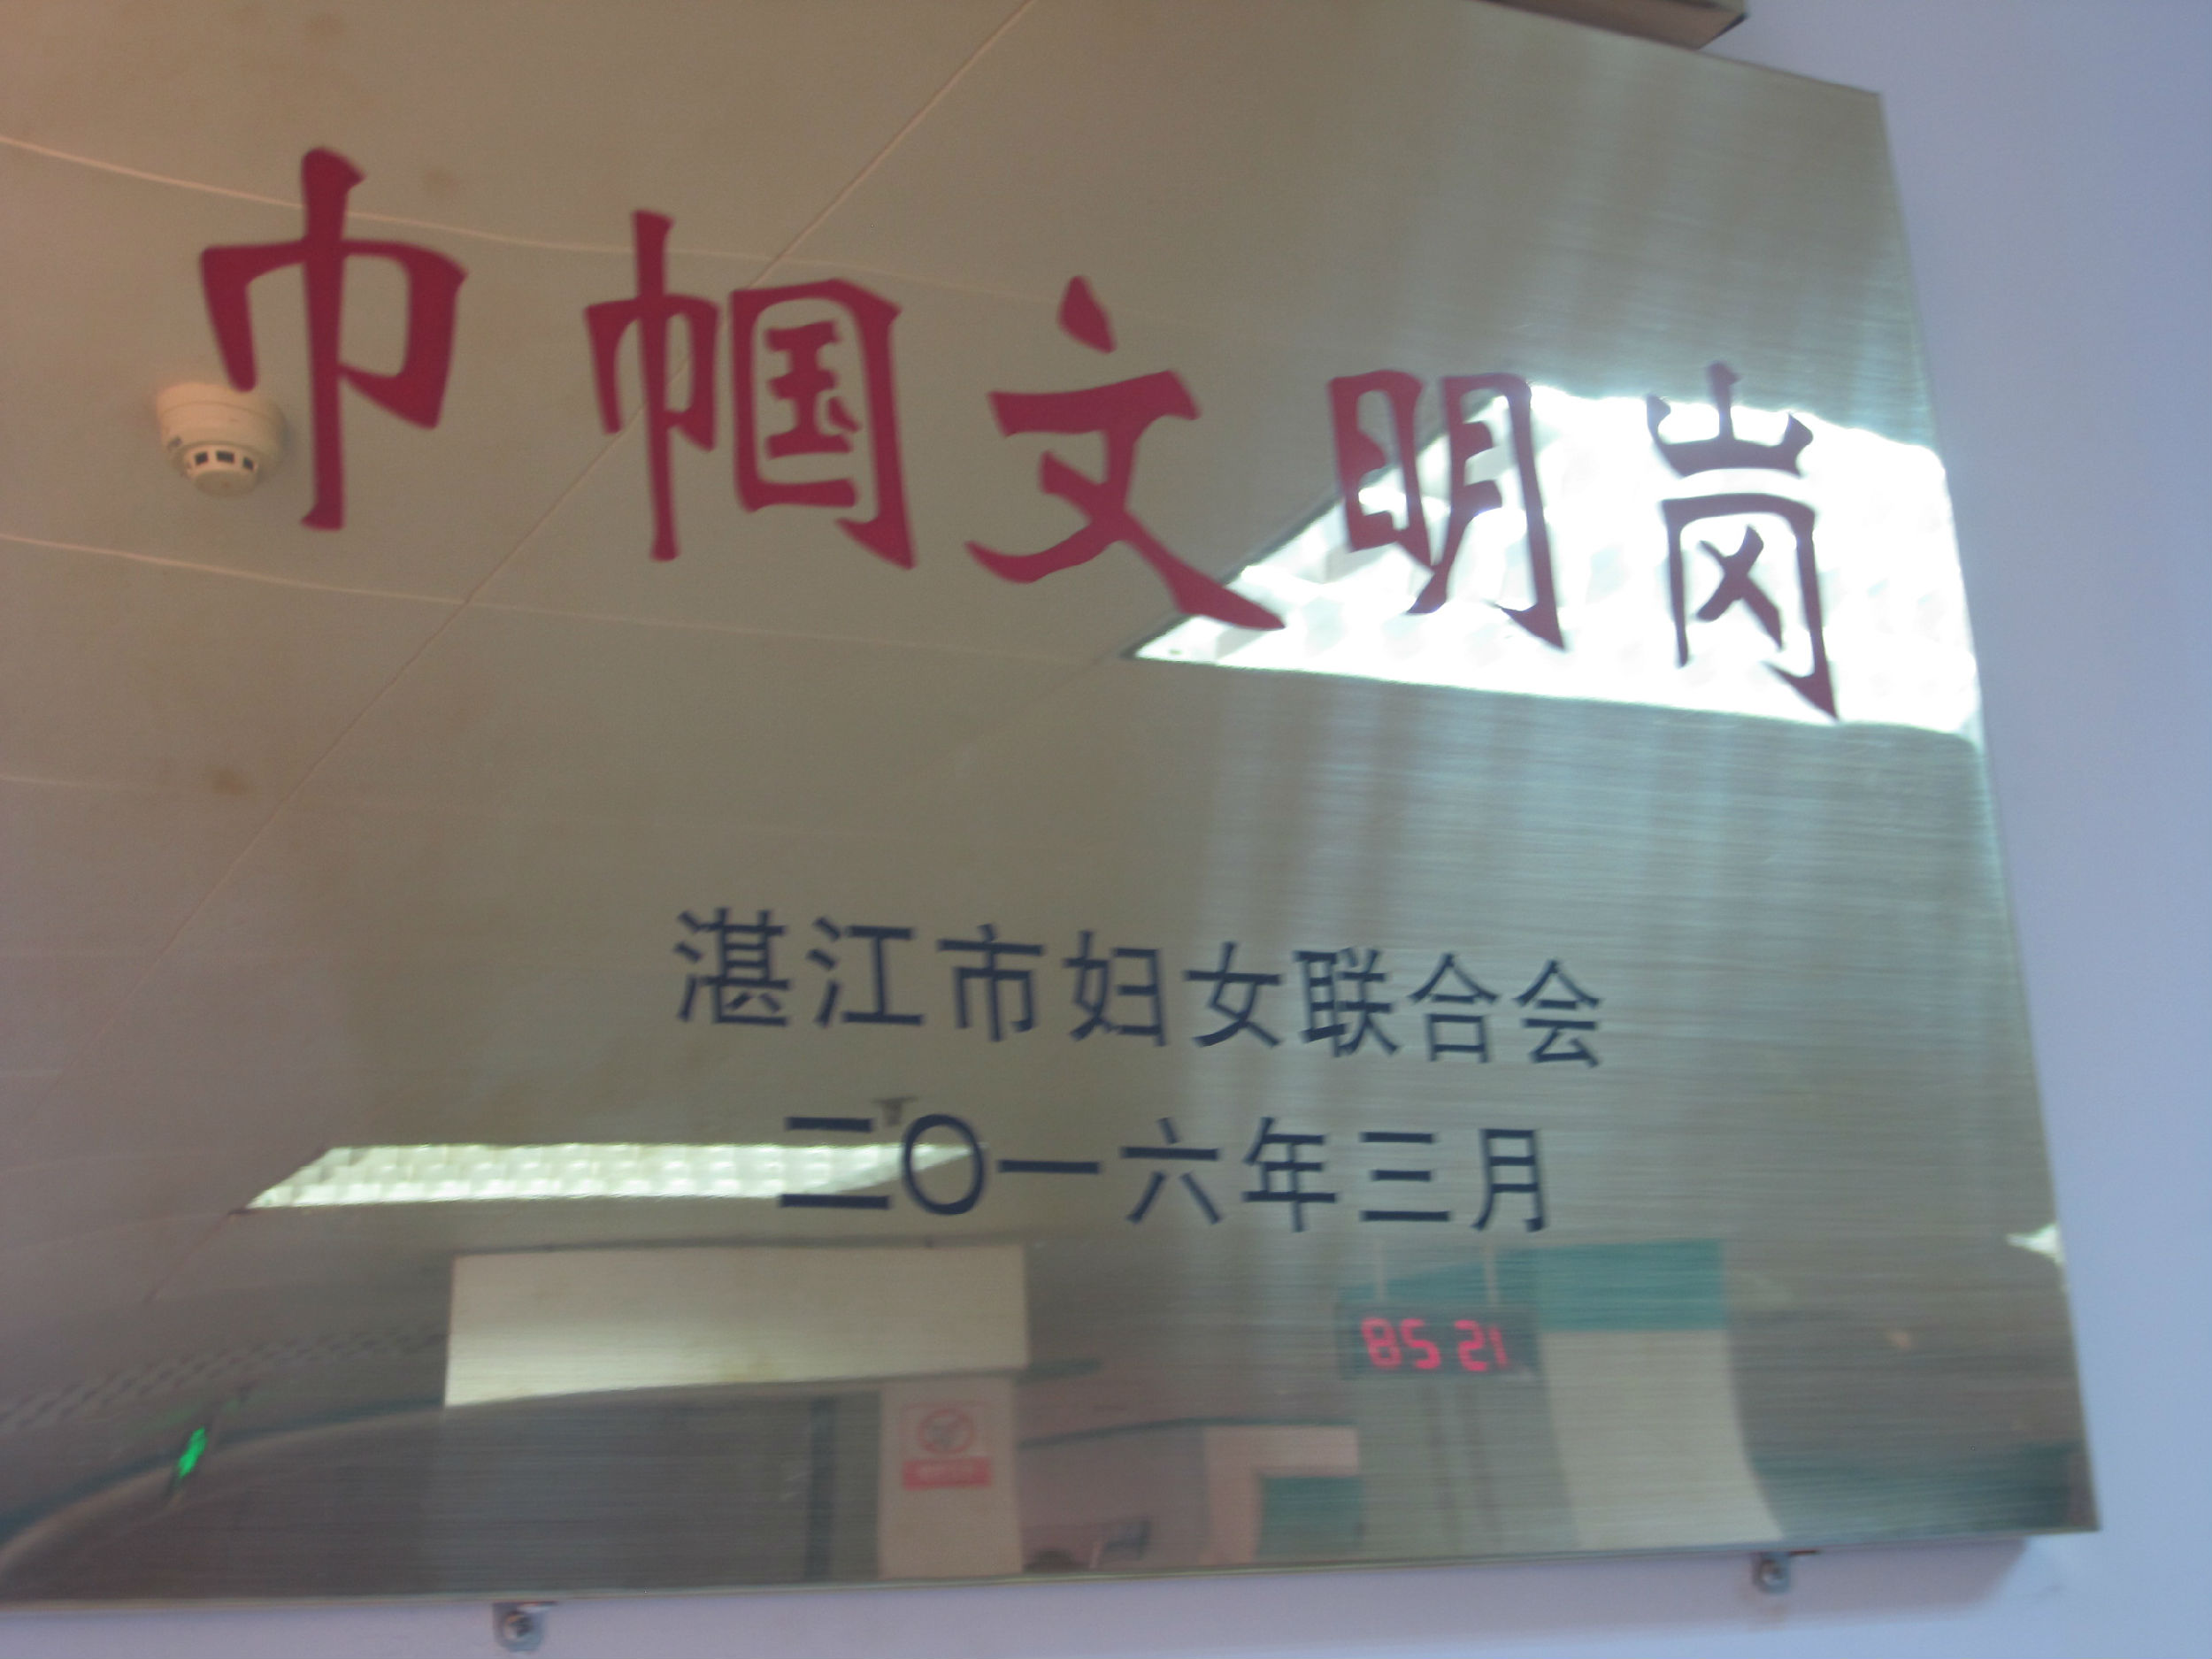 巾帼文明岗
湛江市妇女联合会
二〇一六年三月